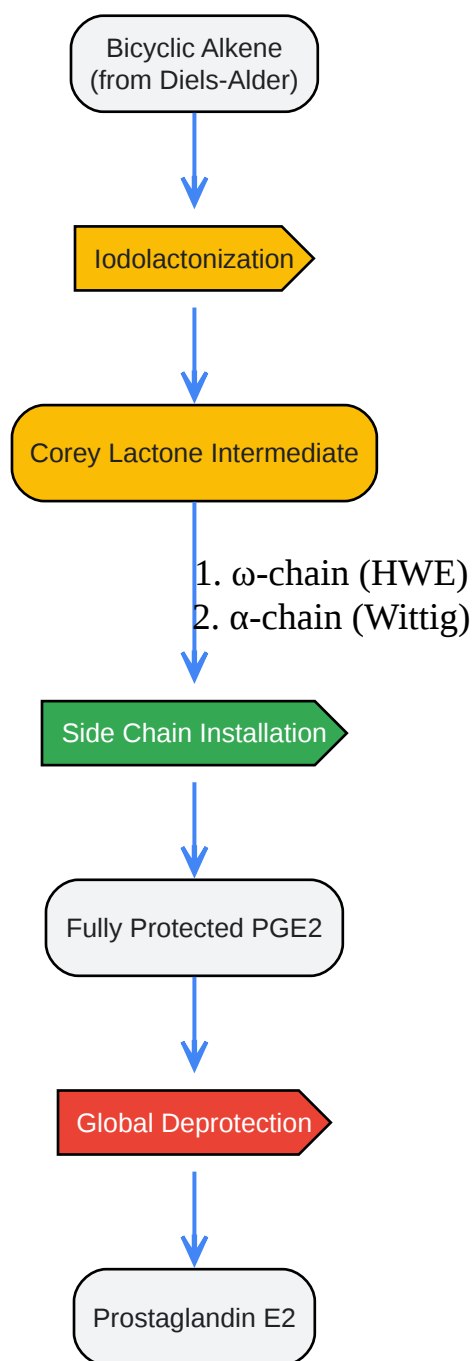 Bicyclic Alkene
(from Diels-Alder)
Iodolactonization
Corey Lactone Intermediate
1. ω-chain (HWE)
2. α-chain (Wittig)
Side Chain Installation
Fully Protected PGE2
Global Deprotection
Prostaglandin E2